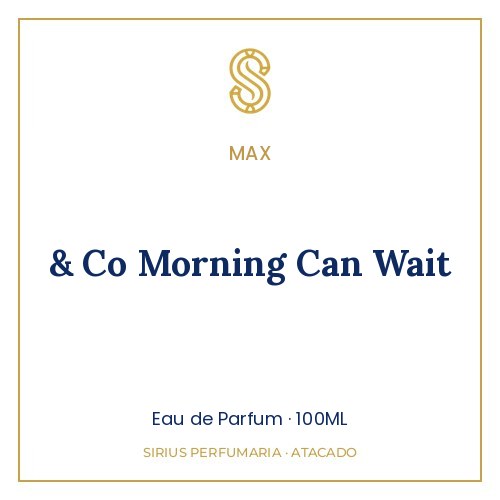 MAX
& Co Morning Can Wait
Eau de Parfum · 100ML
SIRIUS PERFUMARIA · ATACADO